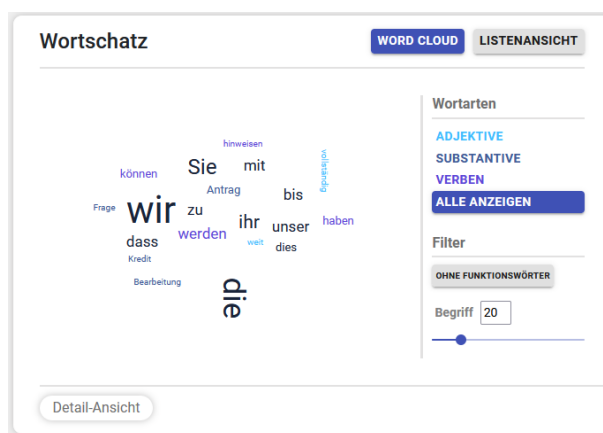 Wortschatz
WORD CLOUD
LISTENANSICHT
hinweisen
können
Sie
mit
vollständig
Antrag
bis
Frage
wir
zu
ihr
unser
haben
dass
werden
weit
dies
Kredit
Bearbeitung
die
Wortarten
ADJEKTIVE
SUBSTANTIVE
VERBEN
ALLE ANZEIGEN
Filter
OHNE FUNKTIONSWÖRTER
Begriff 20
Detail-Ansicht